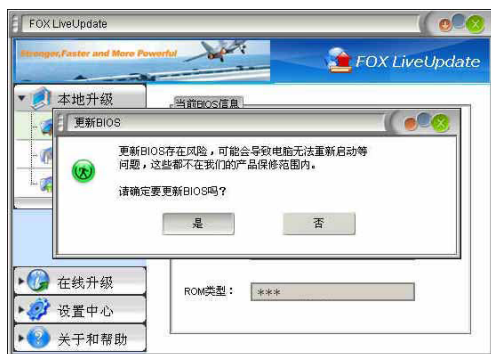 FOX LiveUpdate
Stronger,Faster and More Powerful
FOX LiveUpdate
本地升级
当前BIOS信息
更新BIOS
更新BIOS存在风险，可能会导致电脑无法重新启动等
问题，这些都不在我们的产品保修范围内。
请确定要更新BIOS吗？
是
否
在线升级
ROM类型：
***
设置中心
关于和帮助